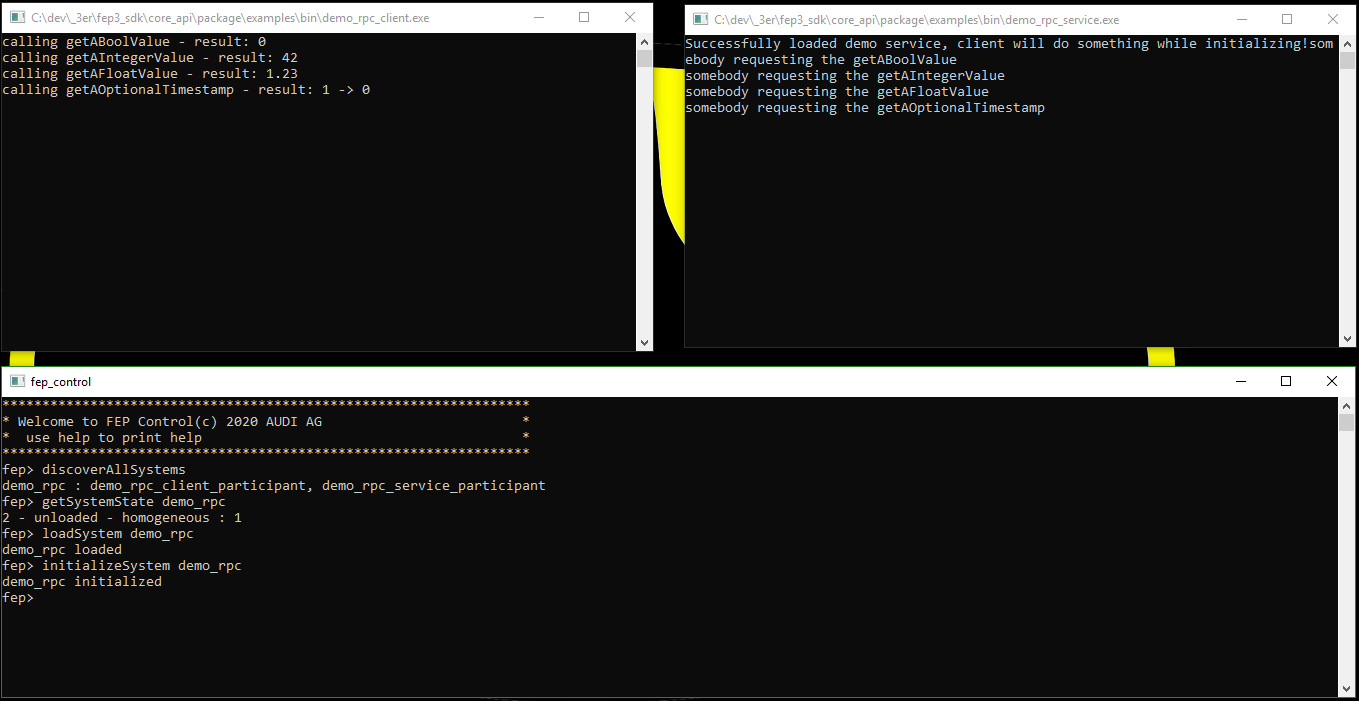 C:\dev\_3er\fep3_sdk\core_api\package\examples\bin\demo_rpc_client.exe
calling getABoolValue - result: 0
calling getAIntegerValue - result: 42
calling getAFloatValue - result: 1.23
calling getAOptionalTimestamp - result: 1 -> 0
C:\dev\_3er\fep3_sdk\core_api\package\examples\bin\demo_rpc_service.exe
Successfully loaded demo service, client will do something while initializing!som
ebody requesting the getABoolValue
somebody requesting the getAIntegerValue
somebody requesting the getAFloatValue
somebody requesting the getAOptionalTimestamp
fep_control
******************************************************************
* Welcome to FEP Control(c) 2020 AUDI AG                         *
*  use help to print help                                        *
******************************************************************
fep> discoverAllSystems
demo_rpc : demo_rpc_client_participant, demo_rpc_service_participant
fep> getSystemState demo_rpc
2 - unloaded - homogeneous : 1
fep> loadSystem demo_rpc
demo_rpc loaded
fep> initializeSystem demo_rpc
demo_rpc initialized
fep>